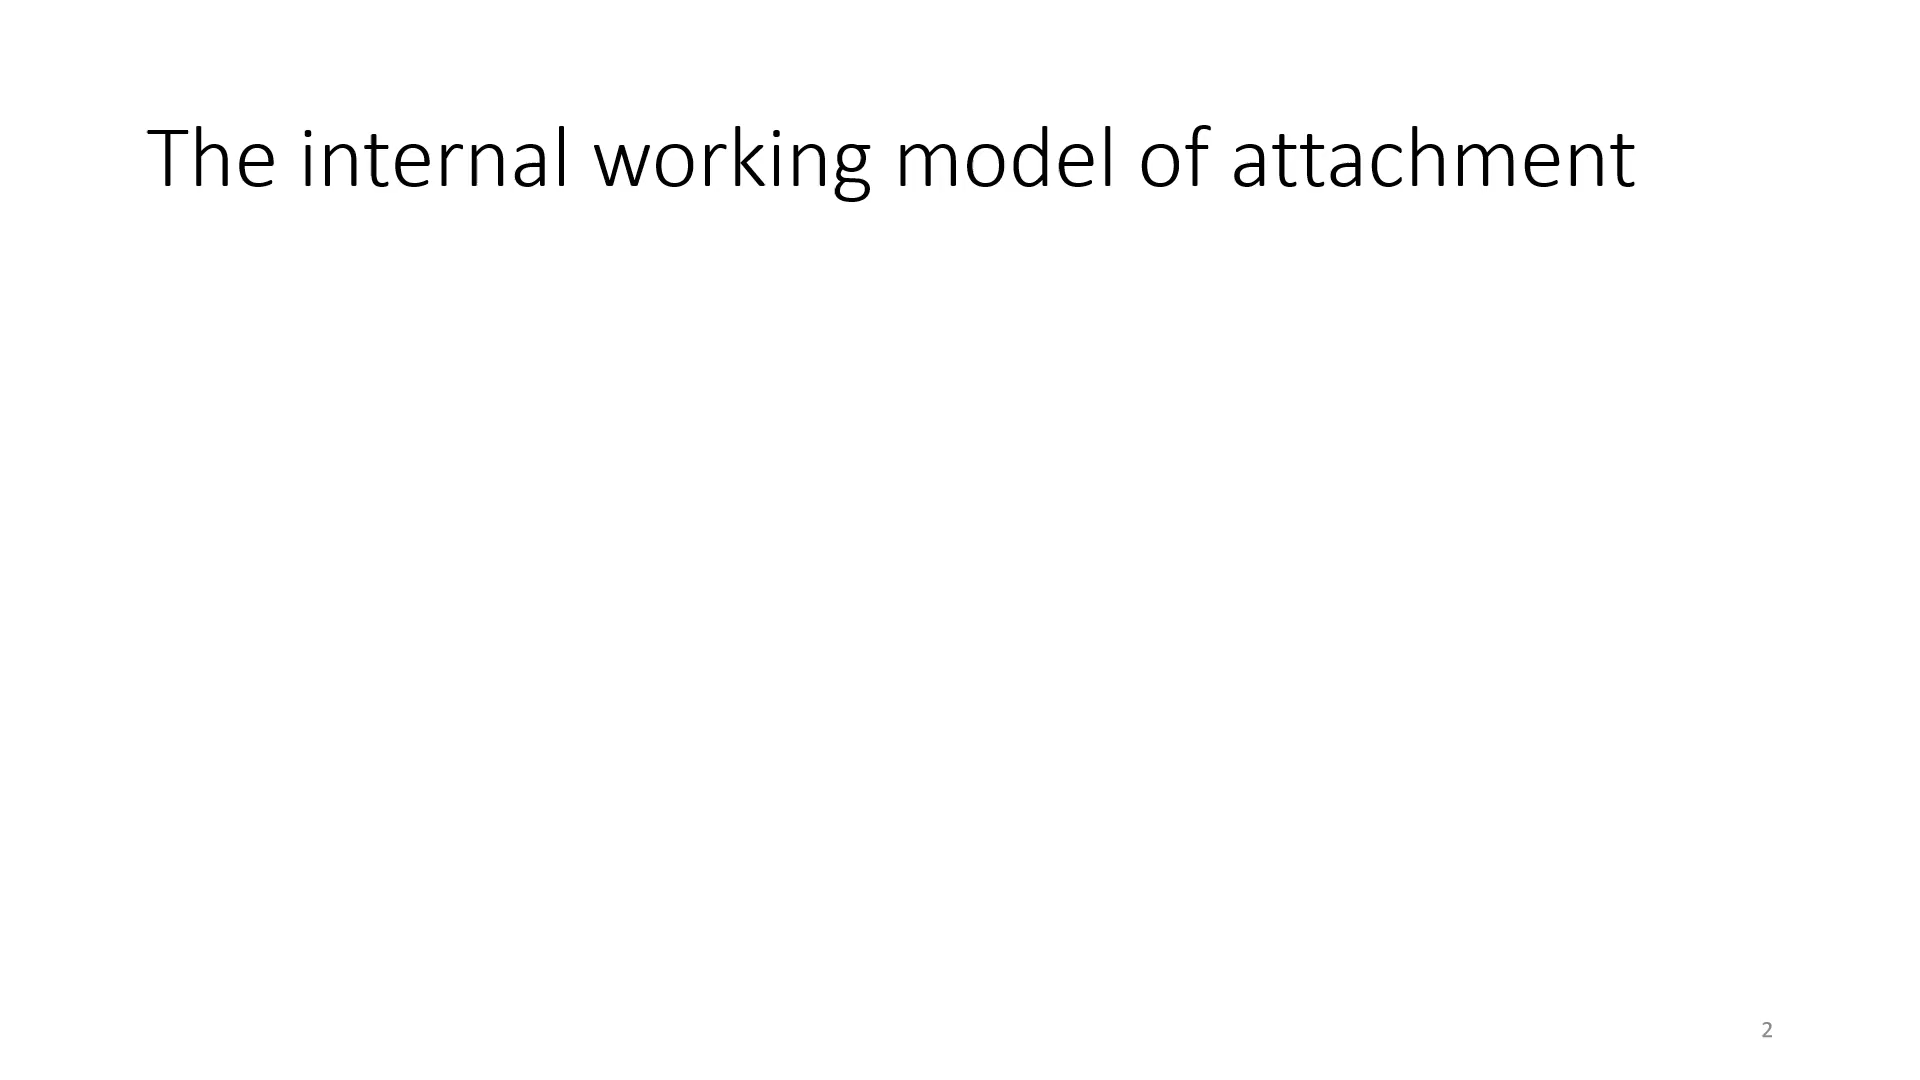 The internal working model of attachment
2